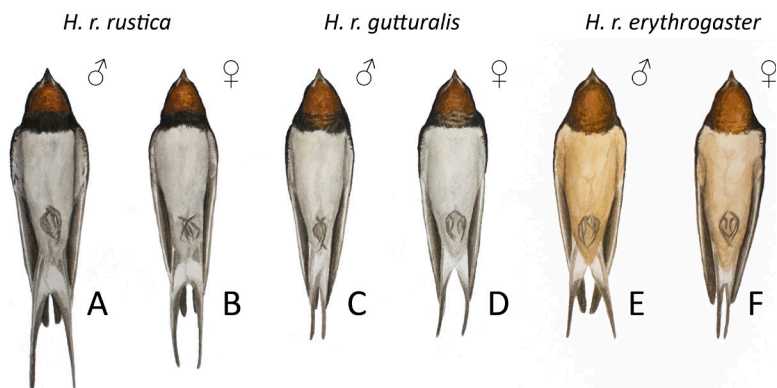 H. r. rustica H. r. gutturalis H. r. erythrogaster
♂ ♀ ♂ ♀ ♂ ♀
A B C D E F